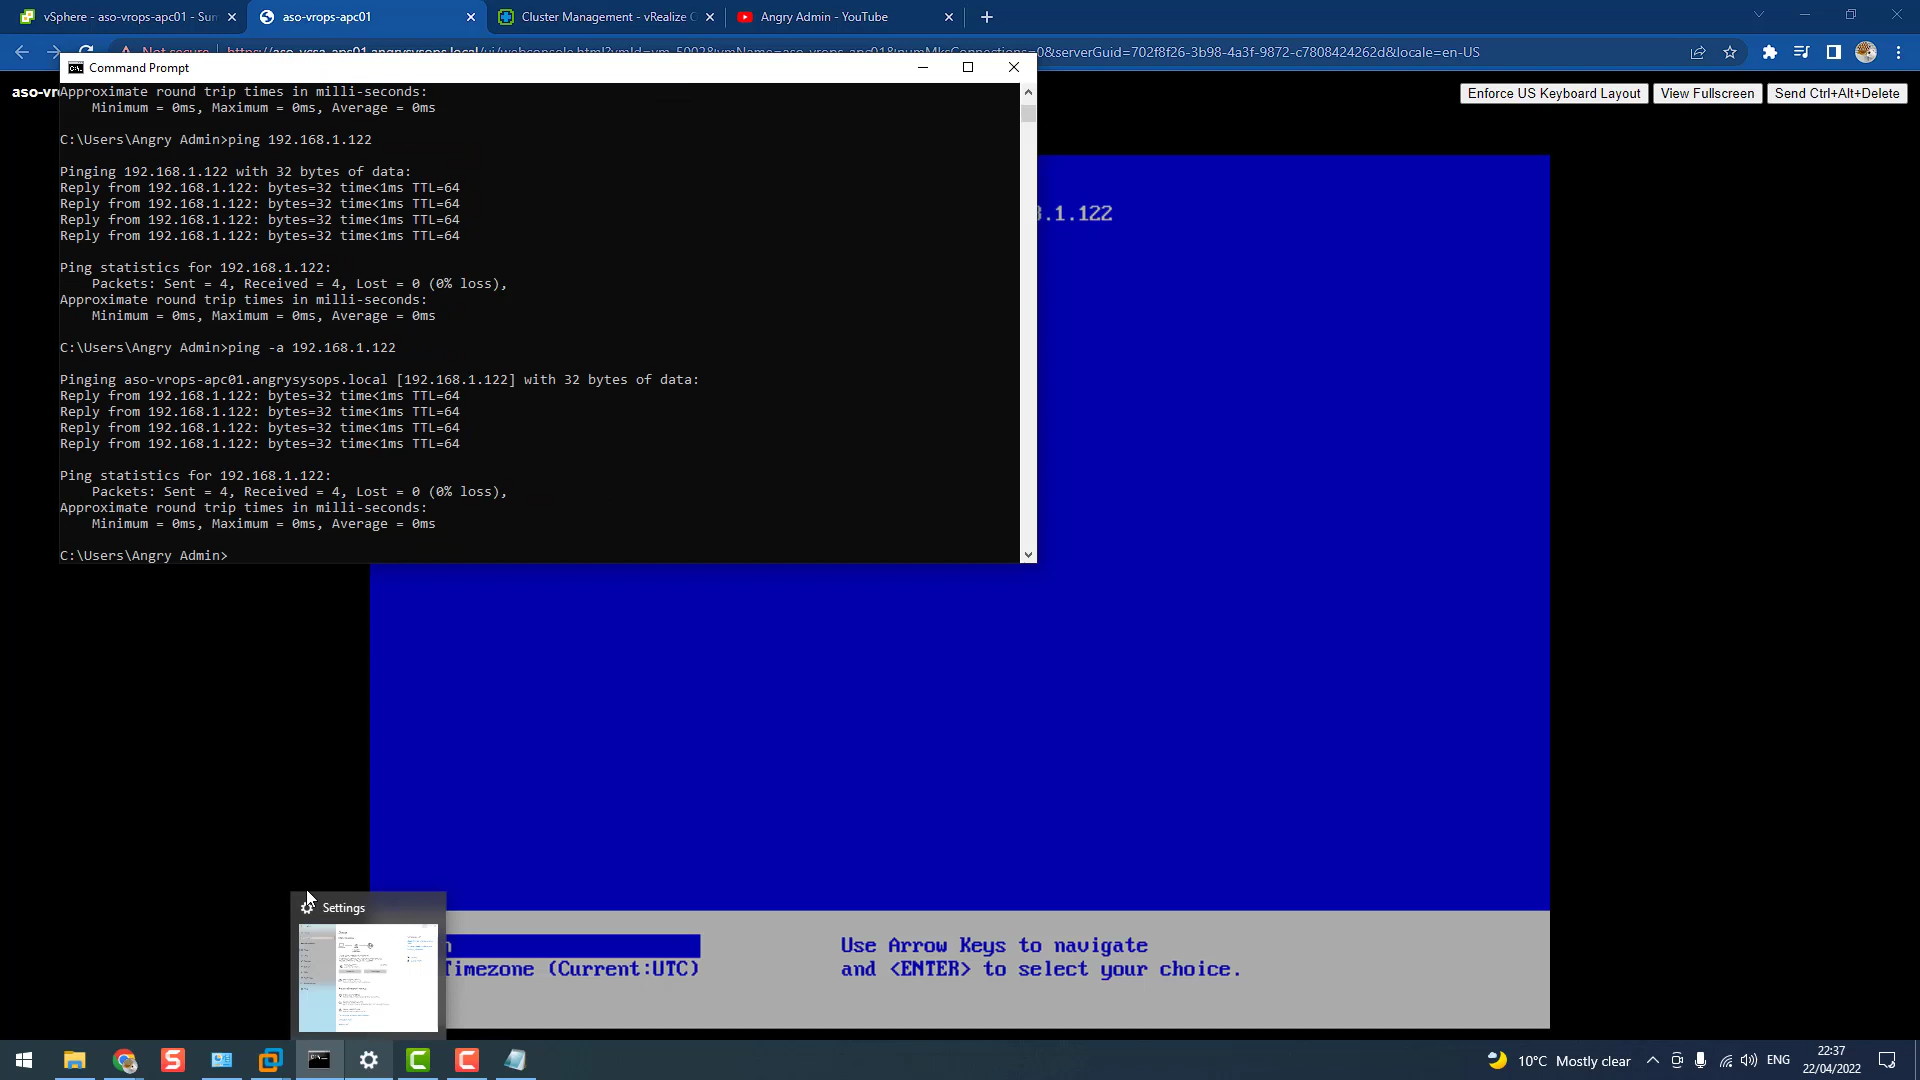 vSphere - aso-vrops-apc01 - Sum
aso-vrops-apc01
Cluster Management - vRealize
Angry Admin - YouTube
Command Prompt
serverGuid=702f8f26-3b98-4a3f-9872-c7808424262d&locale=en-US
aso-vr
Enforce US Keyboard Layout
View Fullscreen
Send Ctrl+Alt+Delete
Approximate round trip times in milli-seconds:
Minimum = 0ms, Maximum = 0ms, Average = 0ms
C:\Users\Angry Admin>ping 192.168.1.122
Pinging 192.168.1.122 with 32 bytes of data:
Reply from 192.168.1.122: bytes=32 time<1ms TTL=64
Reply from 192.168.1.122: bytes=32 time<1ms TTL=64
Reply from 192.168.1.122: bytes=32 time<1ms TTL=64
Reply from 192.168.1.122: bytes=32 time<1ms TTL=64
Ping statistics for 192.168.1.122:
Packets: Sent = 4, Received = 4, Lost = 0 (0% loss),
Approximate round trip times in milli-seconds:
Minimum = 0ms, Maximum = 0ms, Average = 0ms
C:\Users\Angry Admin>ping -a 192.168.1.122
Pinging aso-vrops-apc01.angrysysops.local [192.168.1.122] with 32 bytes of data:
Reply from 192.168.1.122: bytes=32 time<1ms TTL=64
Reply from 192.168.1.122: bytes=32 time<1ms TTL=64
Reply from 192.168.1.122: bytes=32 time<1ms TTL=64
Reply from 192.168.1.122: bytes=32 time<1ms TTL=64
Ping statistics for 192.168.1.122:
Packets: Sent = 4, Received = 4, Lost = 0 (0% loss),
Approximate round trip times in milli-seconds:
Minimum = 0ms, Maximum = 0ms, Average = 0ms
C:\Users\Angry Admin>
.1.122
Settings
n
Timezone (Current:UTC)
Use Arrow Keys to navigate
and <ENTER> to select your choice.
10°C Mostly clear
ENG
22:37
22/04/2022